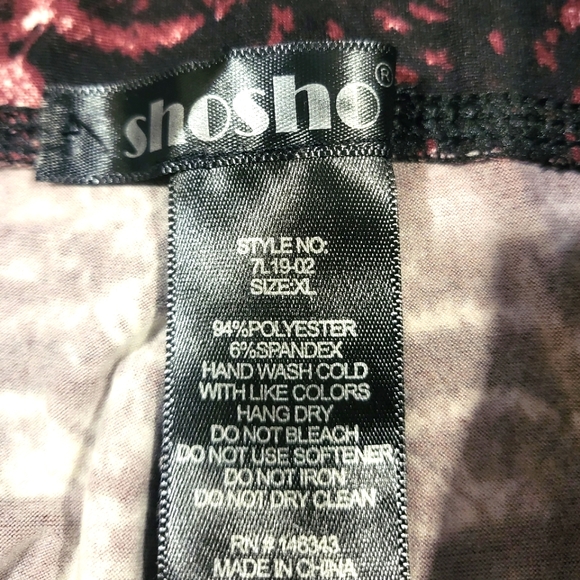 shosho®
STYLE NO:
7L19-02
SIZE:XL
94%POLYESTER
6%SPANDEX
HAND WASH COLD
WITH LIKE COLORS
HANG DRY
DO NOT BLEACH
DO NOT USE SOFTENER
DO NOT IRON
DO NOT DRY CLEAN
RN # 146343
MADE IN CHINA